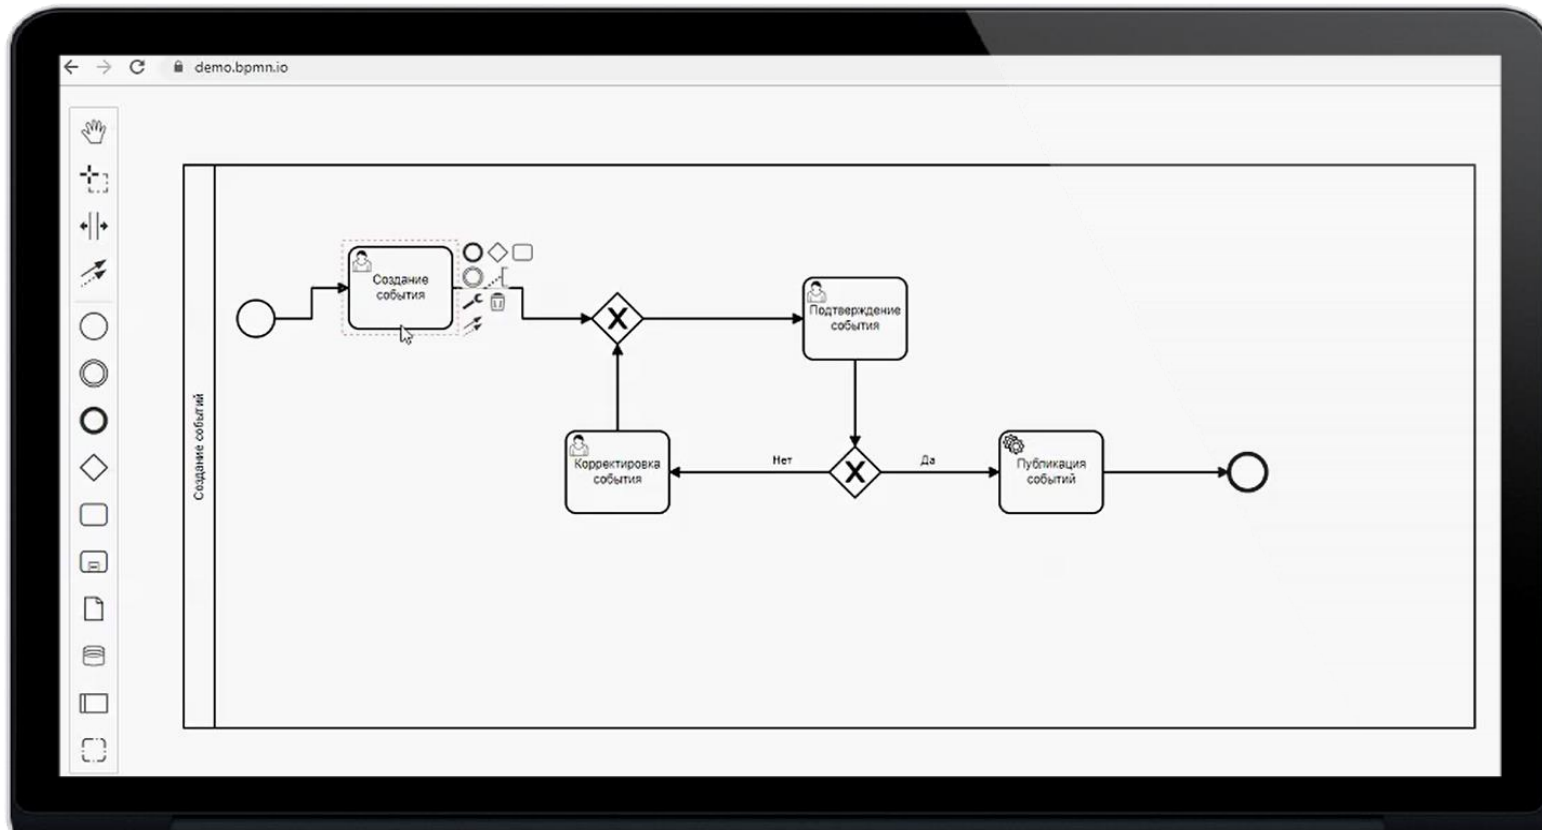 demo.bpmn.io
Создание событий
Создание
события
Подтверждение
события
Корректировка
события
Нет
Да
Публикация
событий